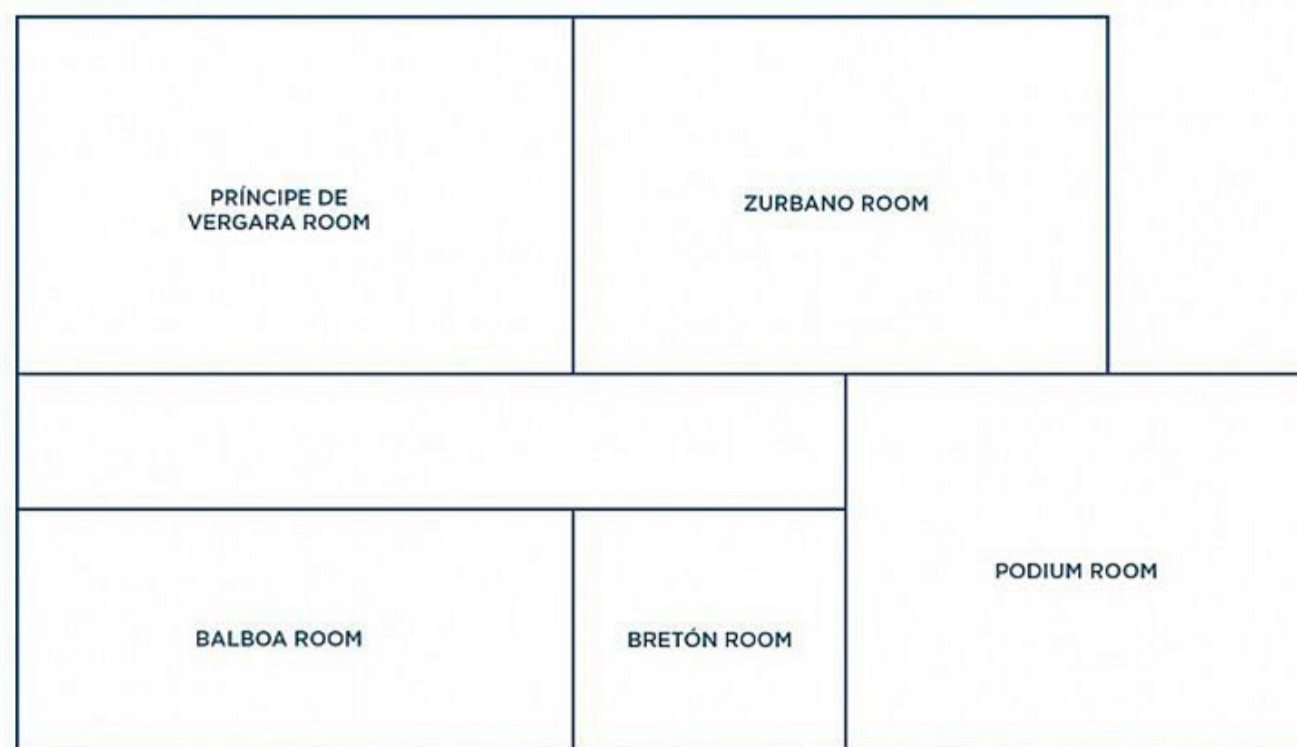 PRÍNCIPE DE
VERGARA ROOM
ZURBANO ROOM
PODIUM ROOM
BALBOA ROOM
BRETÓN ROOM